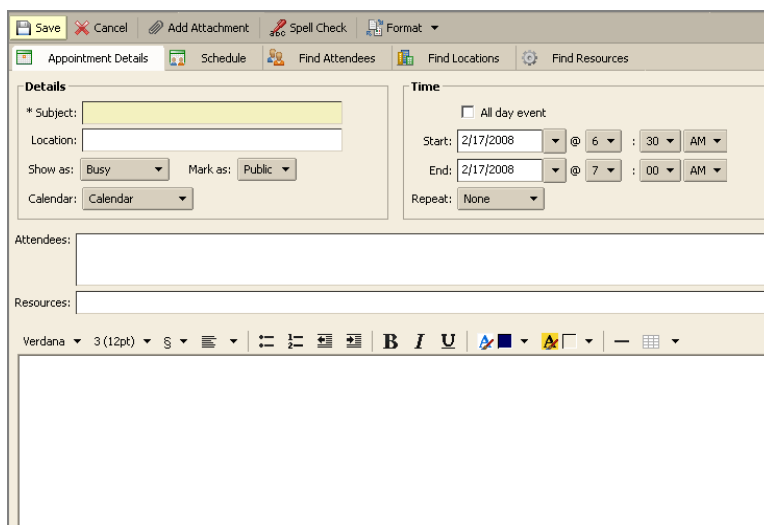 Save Cancel Add Attachment Spell Check Format
Appointment Details Schedule Find Attendees Find Locations Find Resources
Details
* Subject:
Location:
Show as: Busy Mark as: Public
Calendar: Calendar
Time
All day event
Start: 2/17/2008 @ 6 : 30 AM
End: 2/17/2008 @ 7 : 00 AM
Repeat: None
Attendees:
Resources:
Verdana 3 (12pt) § B I U